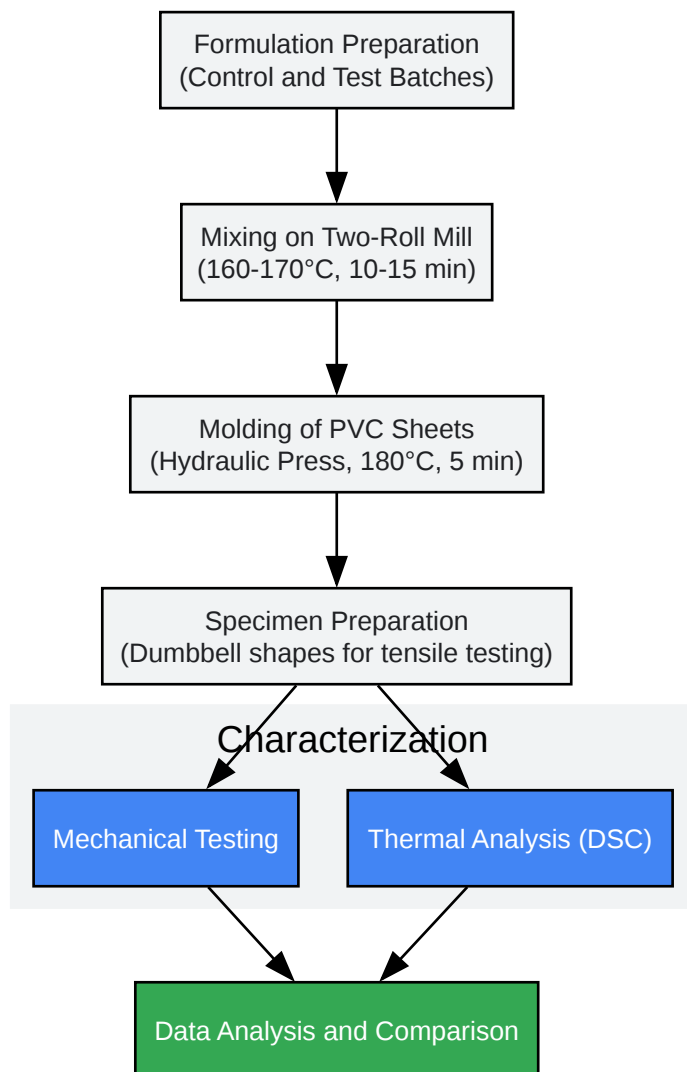 Formulation Preparation
(Control and Test Batches)
Mixing on Two-Roll Mill
(160-170°C, 10-15 min)
Molding of PVC Sheets
(Hydraulic Press, 180°C, 5 min)
Specimen Preparation
(Dumbbell shapes for tensile testing)
Characterization
Mechanical Testing
Thermal Analysis (DSC)
Data Analysis and Comparison